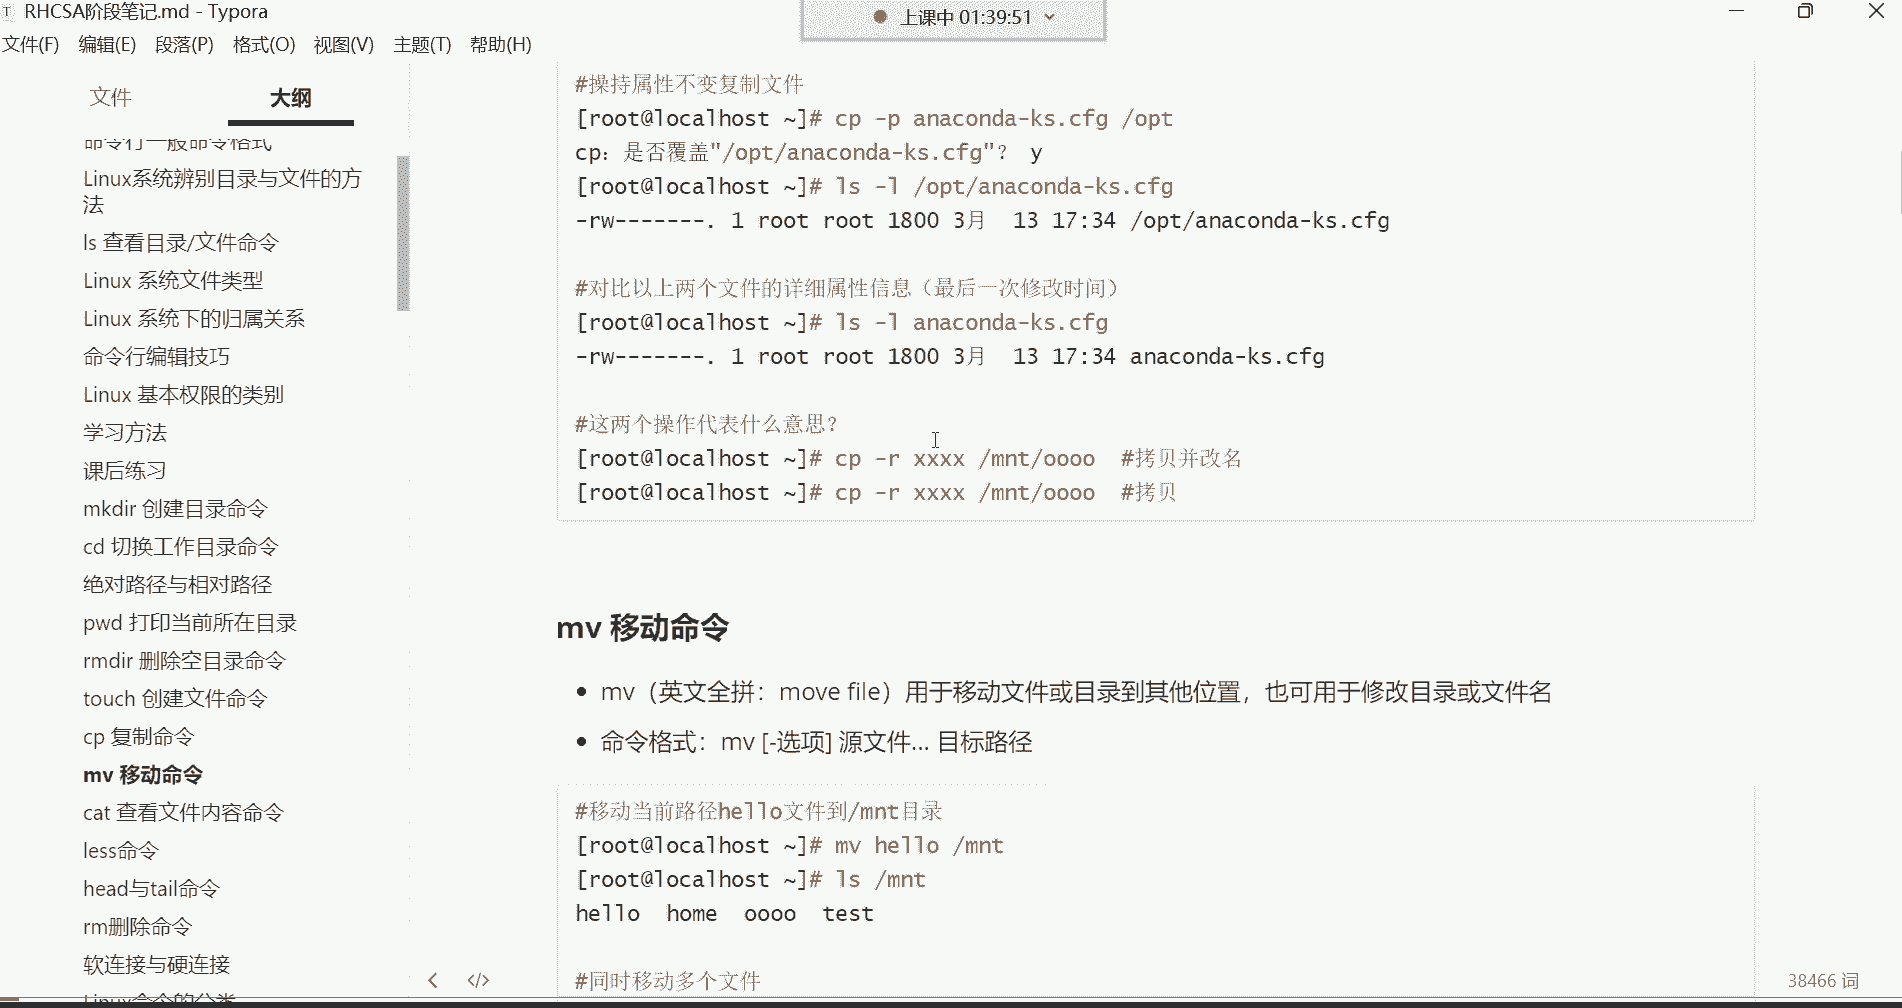 RHCSA阶段笔记.md - Typora
上课中 01:39:51
文件(F) 编辑(E) 段落(P) 格式(O) 视图(V) 主题(T) 帮助(H)
文件 大纲
命令行一般命令格式
Linux系统辨别目录与文件的方
法
ls 查看目录/文件命令
Linux 系统文件类型
Linux 系统下的归属关系
命令行编辑技巧
Linux 基本权限的类别
学习方法
课后练习
mkdir 创建目录命令
cd 切换工作目录命令
绝对路径与相对路径
pwd 打印当前所在目录
rmdir 删除空目录命令
touch 创建文件命令
cp 复制命令
mv 移动命令
cat 查看文件内容命令
less命令
head与tail命令
rm删除命令
软连接与硬连接
Linux命令的分类
#操持属性不变复制文件
[root@localhost ~]# cp -p anaconda-ks.cfg /opt
cp：是否覆盖"/opt/anaconda-ks.cfg"？ y
[root@localhost ~]# ls -l /opt/anaconda-ks.cfg
-rw-------. 1 root root 1800 3月  13 17:34 /opt/anaconda-ks.cfg
#对比以上两个文件的详细属性信息（最后一次修改时间）
[root@localhost ~]# ls -l anaconda-ks.cfg
-rw-------. 1 root root 1800 3月  13 17:34 anaconda-ks.cfg
#这两个操作代表什么意思？
[root@localhost ~]# cp -r xxxx /mnt/oooo  #拷贝并改名
[root@localhost ~]# cp -r xxxx /mnt/oooo  #拷贝
mv 移动命令
• mv（英文全拼：move file）用于移动文件或目录到其他位置，也可用于修改目录或文件名
• 命令格式：mv [-选项] 源文件... 目标路径
#移动当前路径hello文件到/mnt目录
[root@localhost ~]# mv hello /mnt
[root@localhost ~]# ls /mnt
hello  home  oooo  test
#同时移动多个文件
38466 词